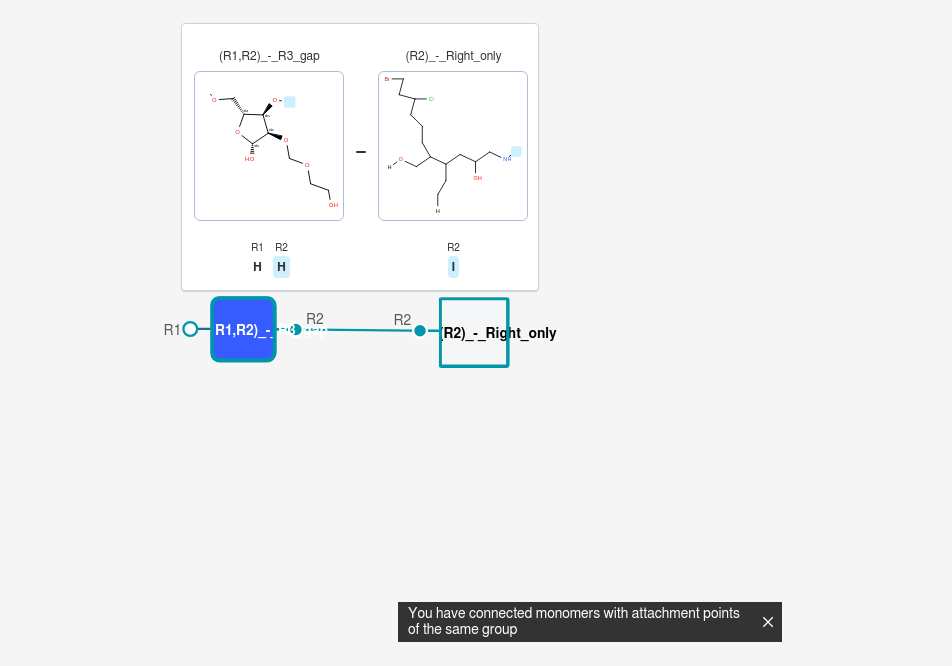 (R1,R2)_-_R3_gap (R2)_-_Right_only
Br
Cl
O O
O
O
HO
O
OH
H O
NH
OH
H
–
R1 R2 R2
H H I
R1 R1,R2)_-_R3_gap R2 R2 (R2)_-_Right_only
You have connected monomers with attachment points
of the same group